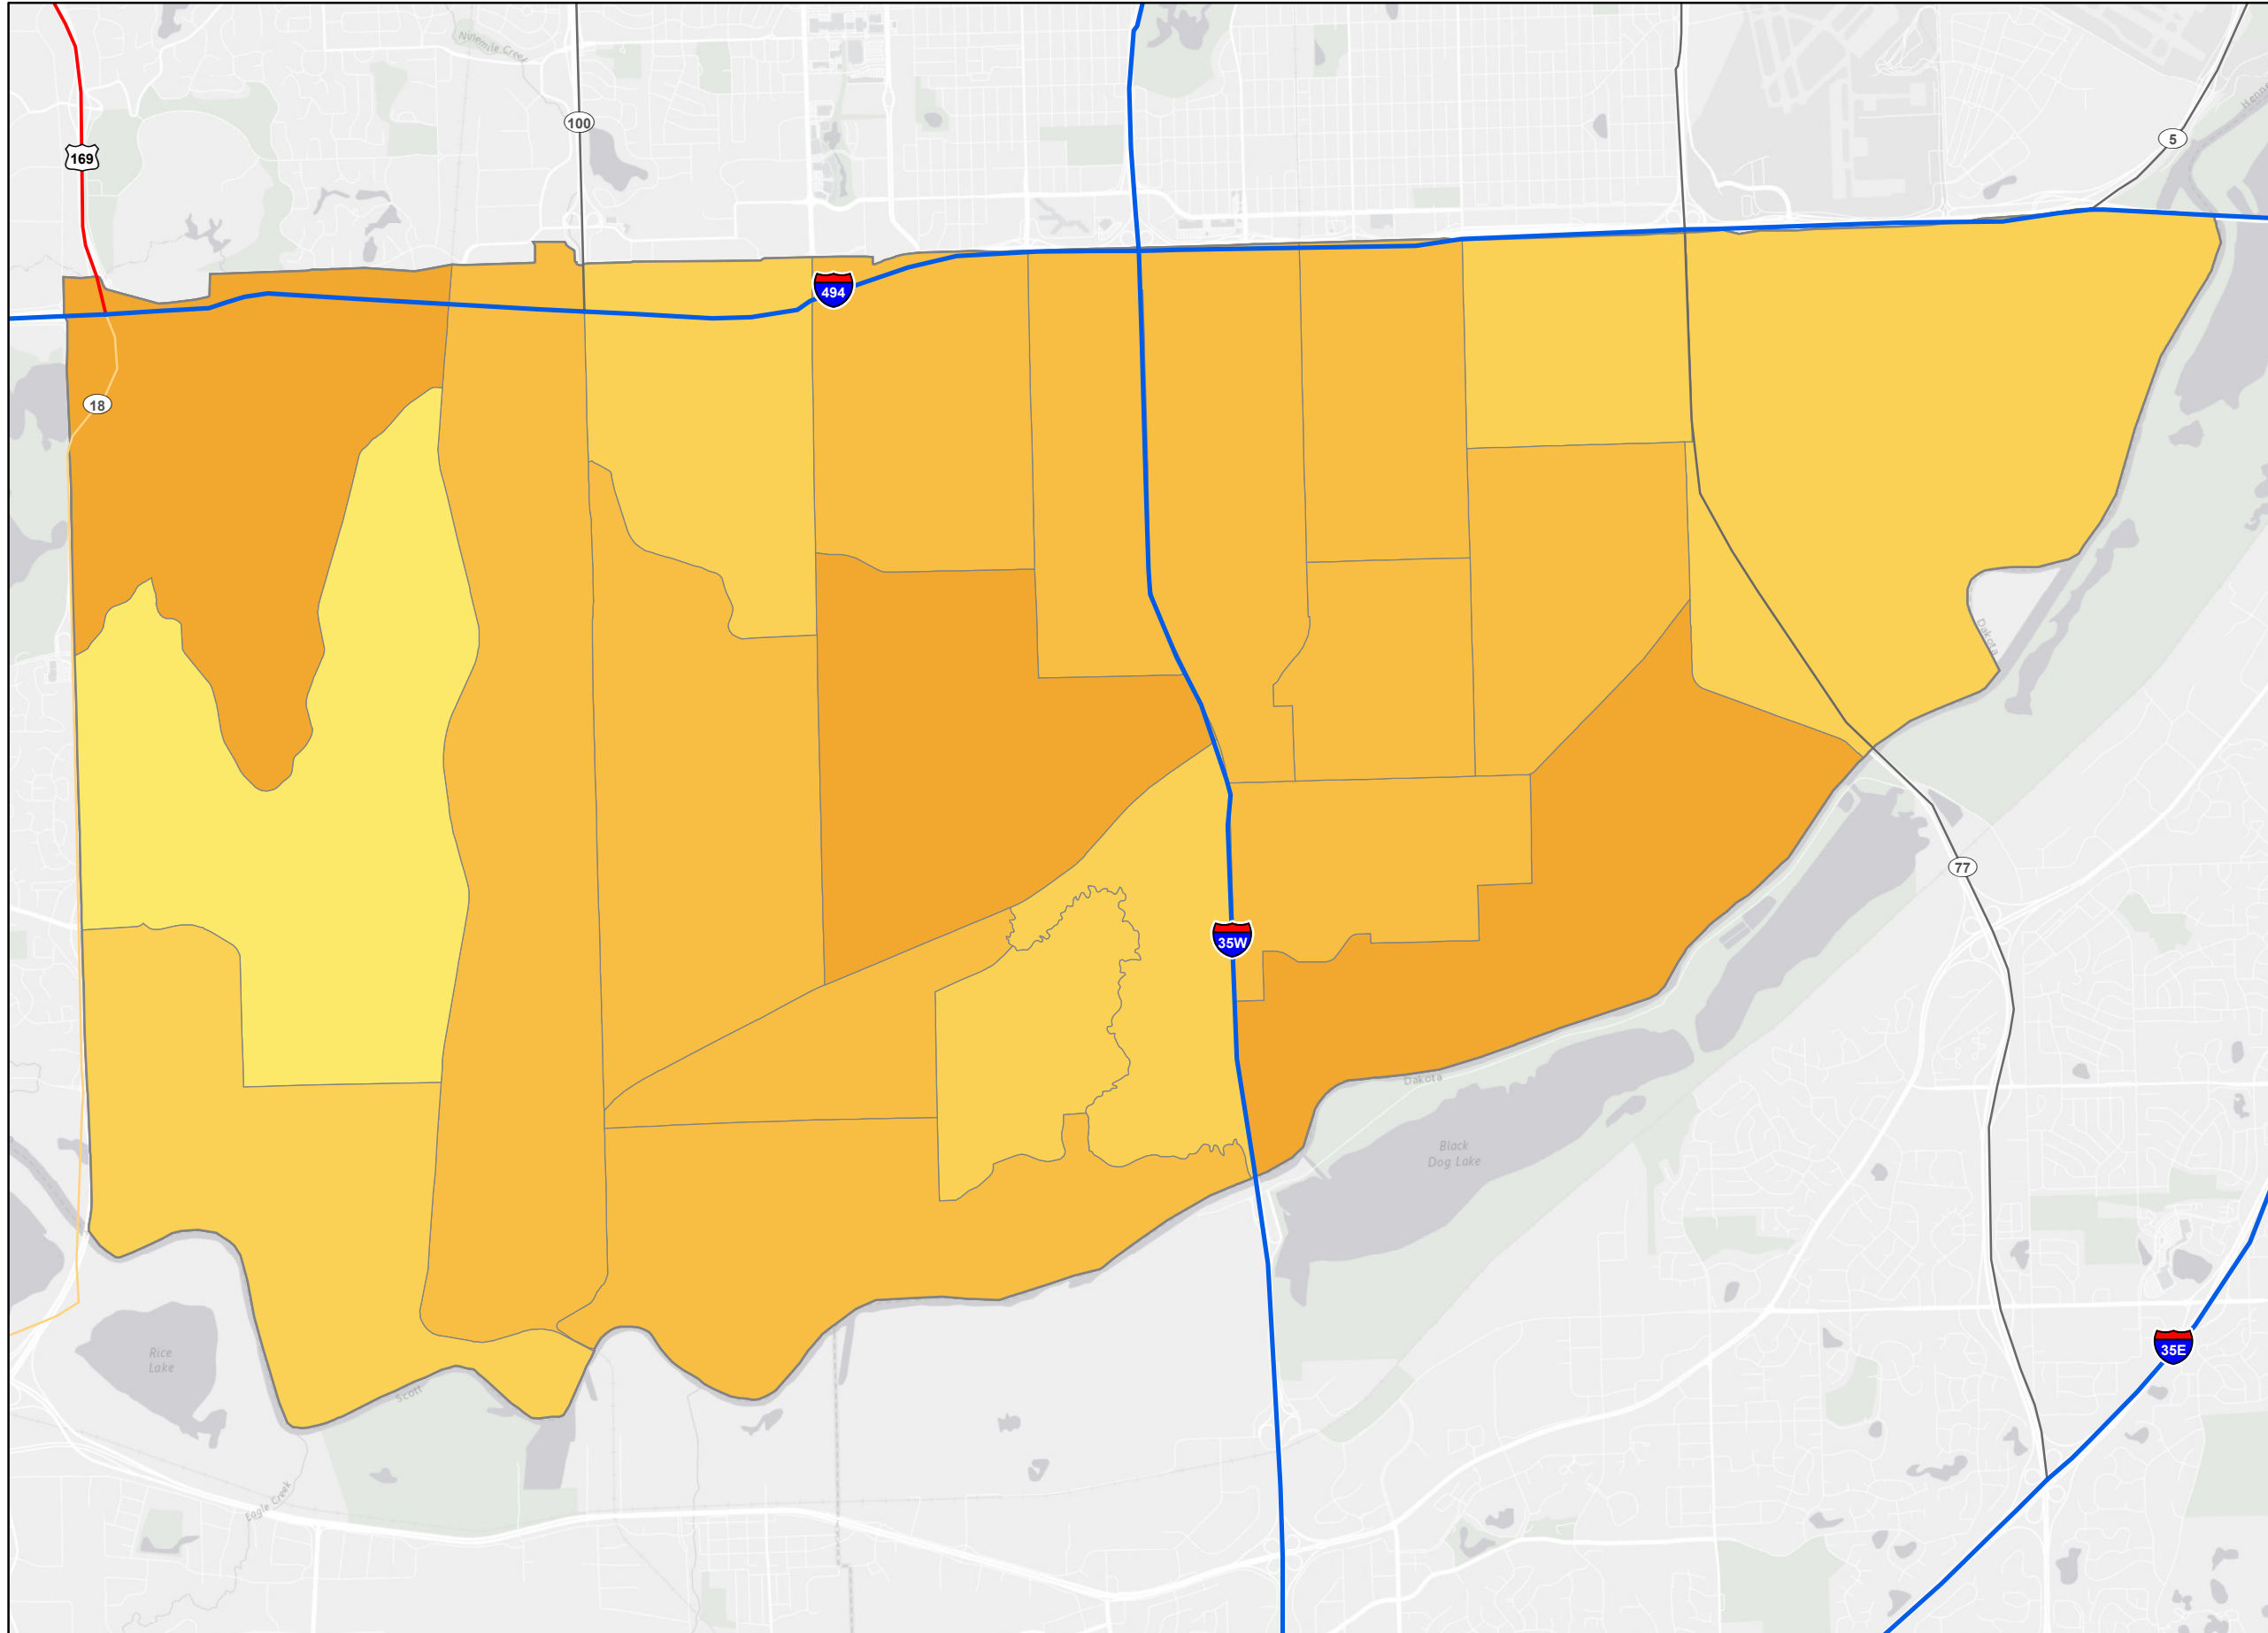 Ninemile Creek
100
169
5
494
18
Dakota
77
35W
Dakota
Black
Dog Lake
Rice
Lake
35E
Scott
Eagle Creek